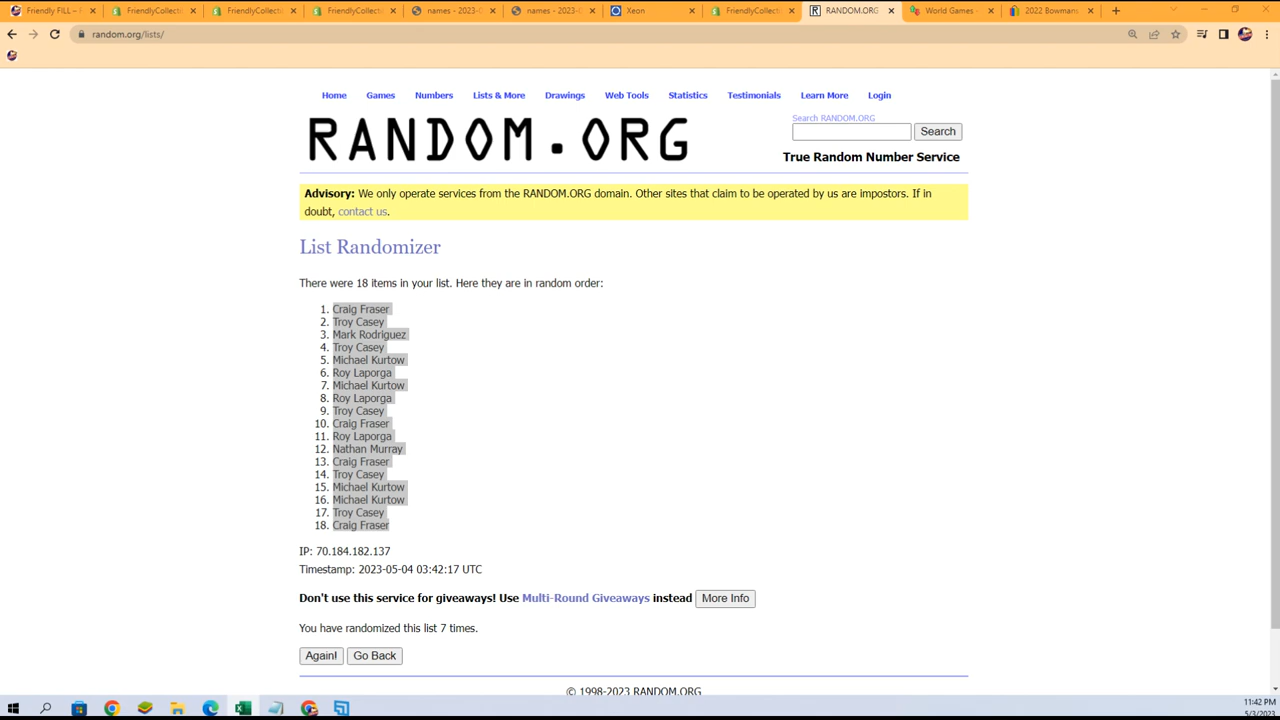 Friendly FILL – FriendlyCollecti FriendlyCollecti FriendlyCollecti names - 2023-0 names - 2023-0 Xeon FriendlyCollecti RANDOM.ORG World Games 2022 Bowmans
random.org/lists/
Home Games Numbers Lists & More Drawings Web Tools Statistics Testimonials Learn More Login
Search RANDOM.ORG
RANDOM.ORG
Search
True Random Number Service
Advisory: We only operate services from the RANDOM.ORG domain. Other sites that claim to be operated by us are impostors. If in
doubt, contact us.
List Randomizer
There were 18 items in your list. Here they are in random order:
1. Craig Fraser
2. Troy Casey
3. Mark Rodriguez
4. Troy Casey
5. Michael Kurtow
6. Roy Laporga
7. Michael Kurtow
8. Roy Laporga
9. Troy Casey
10. Craig Fraser
11. Roy Laporga
12. Nathan Murray
13. Craig Fraser
14. Troy Casey
15. Michael Kurtow
16. Michael Kurtow
17. Troy Casey
18. Craig Fraser
IP: 70.184.182.137
Timestamp: 2023-05-04 03:42:17 UTC
Don't use this service for giveaways! Use Multi-Round Giveaways instead More Info
You have randomized this list 7 times.
Again! Go Back
© 1998-2023 RANDOM.ORG
11:42 PM
5/3/2023